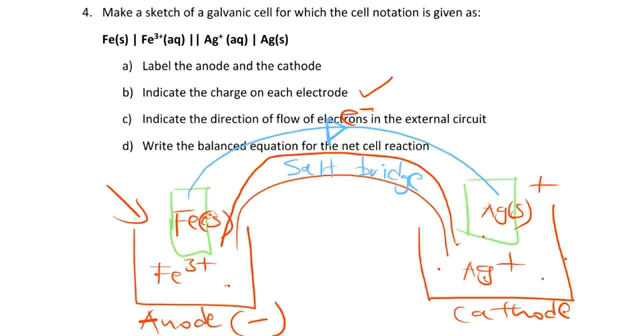 4. Make a sketch of a galvanic cell for which the cell notation is given as:
Fe(s) | Fe³⁺(aq) || Ag⁺ (aq) | Ag(s)
a) Label the anode and the cathode
b) Indicate the charge on each electrode ✓
c) Indicate the direction of flow of electrons in the external circuit
e⁻
d) Write the balanced equation for the net cell reaction
Salt bridge
Fe(s)
Ag(s) +
Fe³⁺
Ag⁺
Anode (-)
Cathode